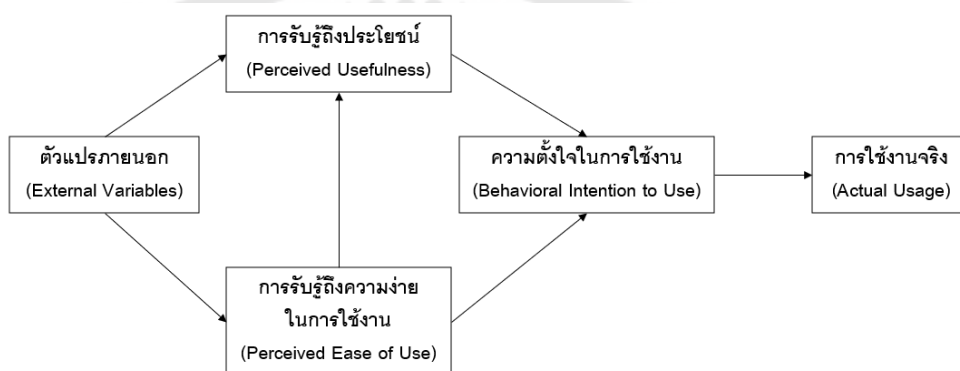 การรับรู้ถึงประโยชน์
(Perceived Usefulness)
ตัวแปรภายนอก
(External Variables)
ความตั้งใจในการใช้งาน
(Behavioral Intention to Use)
การใช้งานจริง
(Actual Usage)
การรับรู้ถึงความง่าย
ในการใช้งาน
(Perceived Ease of Use)